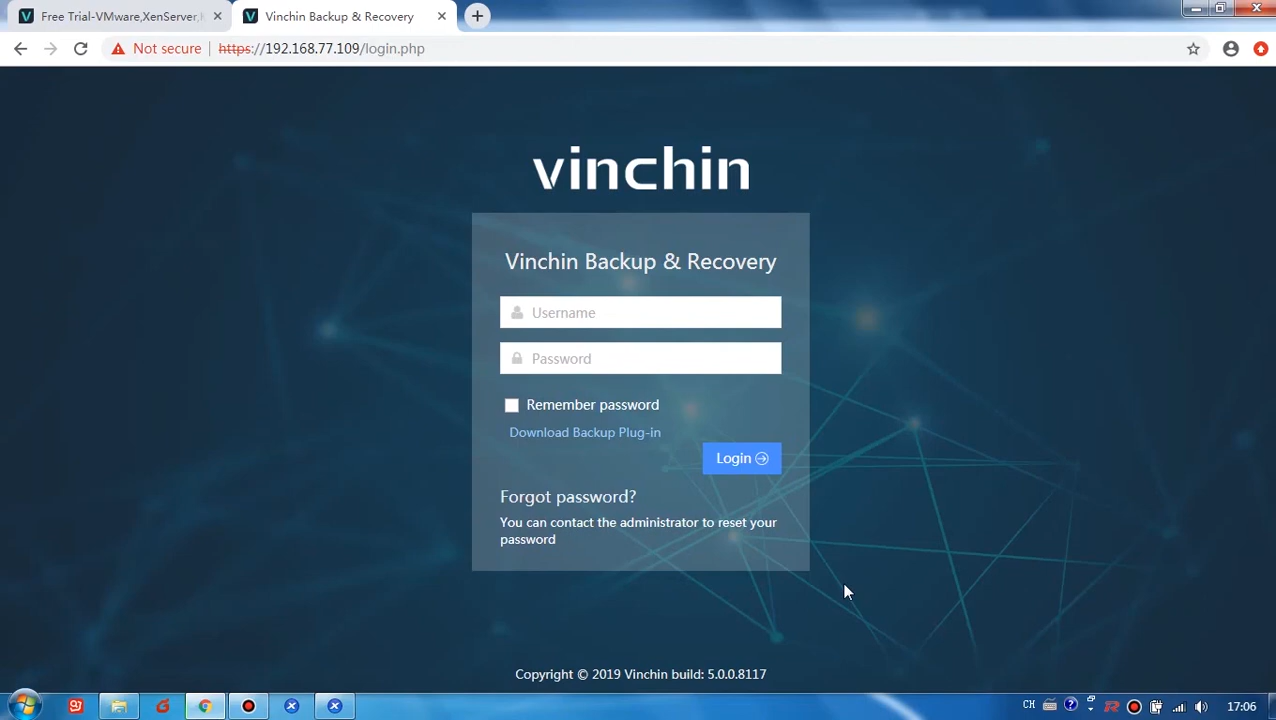 Free Trial-VMware,XenServer,
Vinchin Backup & Recovery
Not secure
https://192.168.77.109/login.php
vinchin
Vinchin Backup & Recovery
Username
Password
Remember password
Download Backup Plug-in
Login
Forgot password?
You can contact the administrator to reset your
password
Copyright © 2019 Vinchin build: 5.0.0.8117
CH
17:06